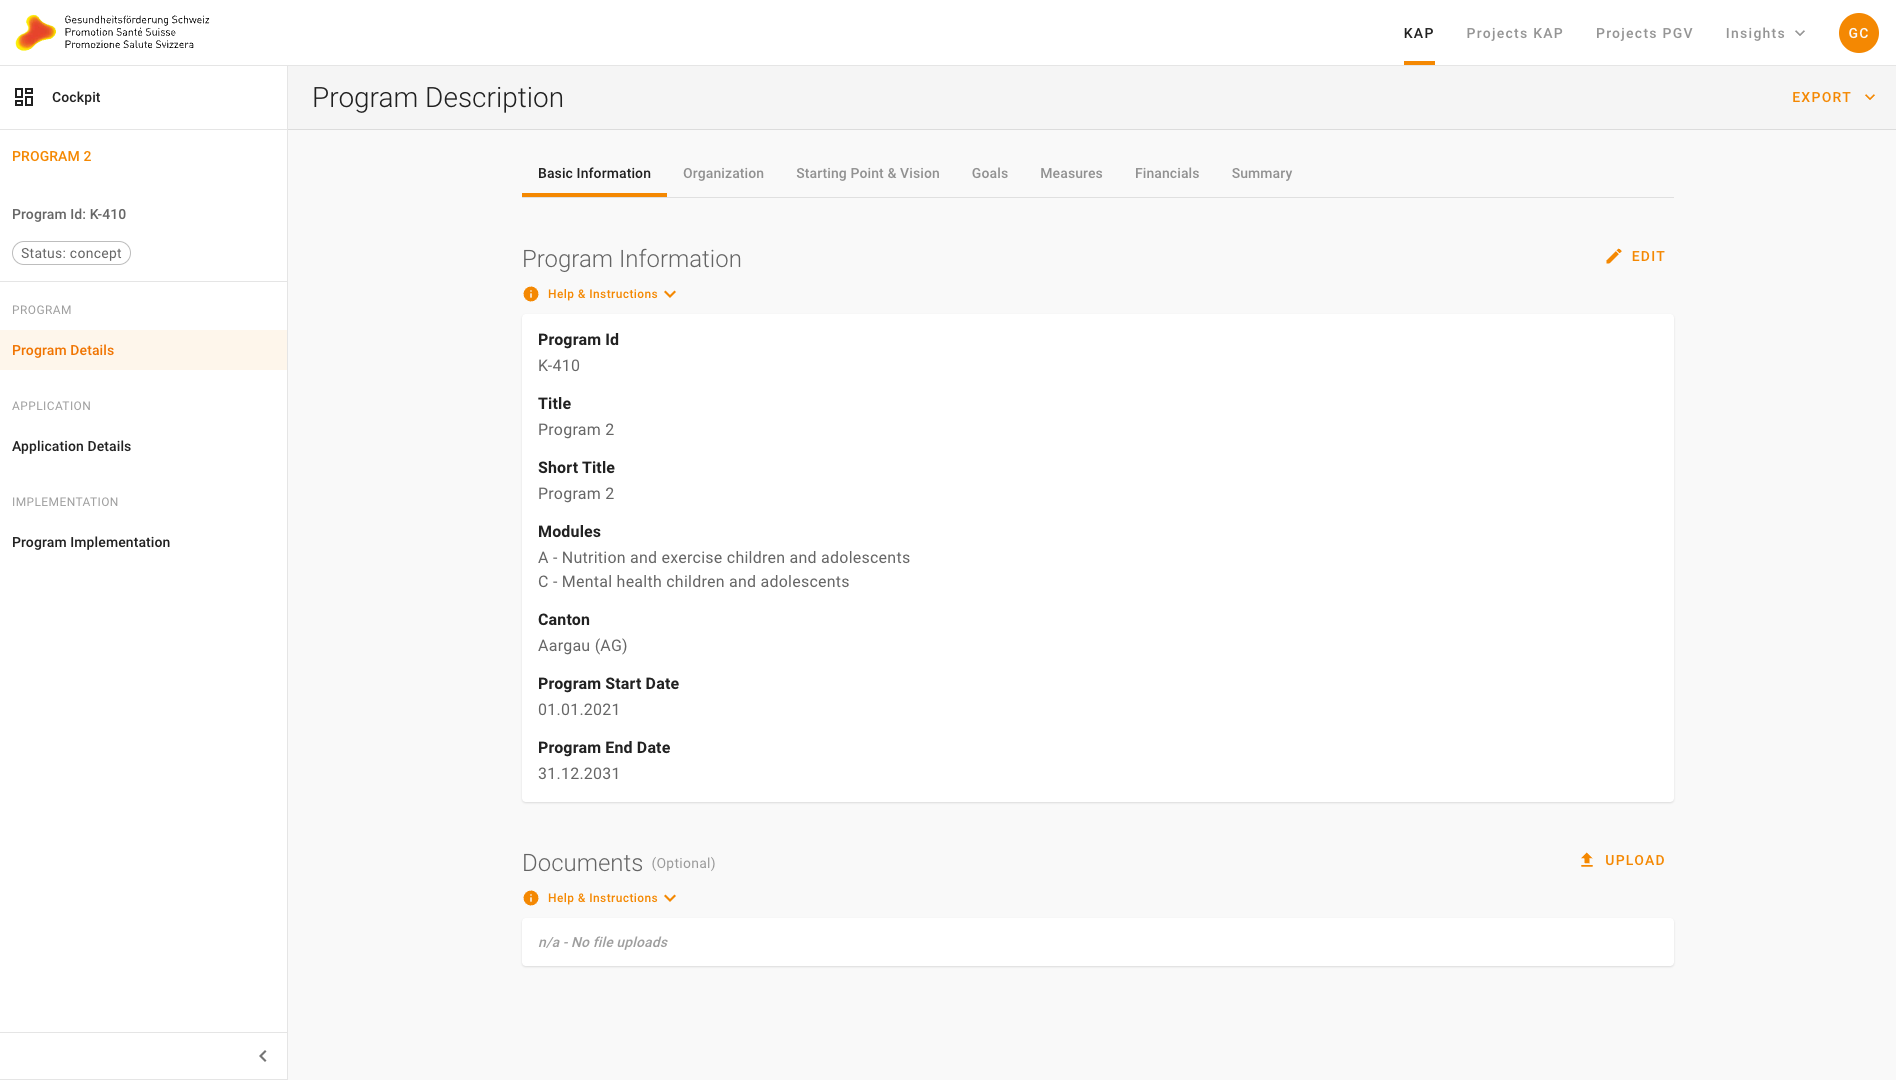 Gesundheitsförderung Schweiz
Promotion Santé Suisse
Promozione Salute Svizzera
KAP
Projects KAP
Projects PGV
Insights
GC
Cockpit
Program Description
EXPORT
PROGRAM 2
Program Id: K-410
Status: concept
PROGRAM
Program Details
APPLICATION
Application Details
IMPLEMENTATION
Program Implementation
Basic Information
Organization
Starting Point & Vision
Goals
Measures
Financials
Summary
Program Information
EDIT
Help & Instructions
Program Id
K-410
Title
Program 2
Short Title
Program 2
Modules
A - Nutrition and exercise children and adolescents
C - Mental health children and adolescents
Canton
Aargau (AG)
Program Start Date
01.01.2021
Program End Date
31.12.2031
Documents (Optional)
UPLOAD
Help & Instructions
n/a - No file uploads